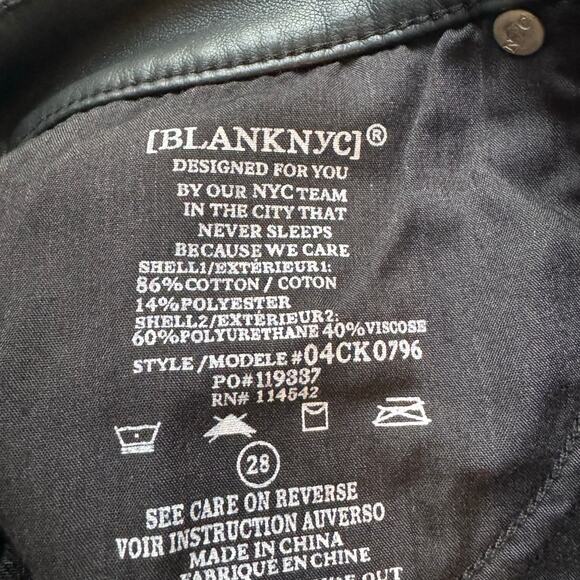 NYC
[BLANKNYC]®
DESIGNED FOR YOU
BY OUR NYC TEAM
IN THE CITY THAT
NEVER SLEEPS
BECAUSE WE CARE
SHELL1/EXTÉRIEUR1:
86%COTTON / COTON
14%POLYESTER
SHELL2/EXTÉRIEUR2:
60%POLYURETHANE 40%VISCOSE
STYLE/MODELE #04CK0796
PO#119337
RN# 114542
28
SEE CARE ON REVERSE
VOIR INSTRUCTION AUVERSO
MADE IN CHINA
FABRIQUÉ EN CHINE
OUT